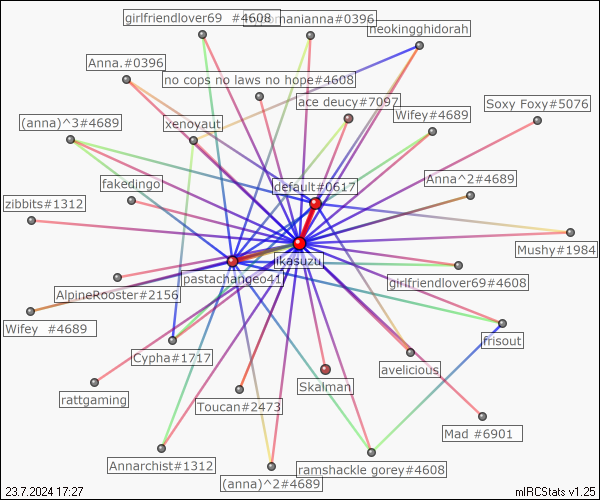 girlfriendlover69 #4608
manianna#0396
neokingghidorah
Anna.#0396
no cops no laws no hope#4608
ace deucy#7097
Soxy Foxy#5076
(anna)^3#4689
xenoyaut
Wifey#4689
default#0617
Anna^2#4689
zibbits#1312
fakedingo
Mushy#1984
ikasuzu
pastachangeo41
girlfriendlover69#4608
AlpineRooster#2156
Wifey #4689
frisout
Cypha#1717
avelicious
rattgaming
Skalman
Toucan#2473
Mad #6901
Annarchist#1312
ramshackle gorey#4608
(anna)^2#4689
23.7.2024 17:27
mIRCStats v1.25